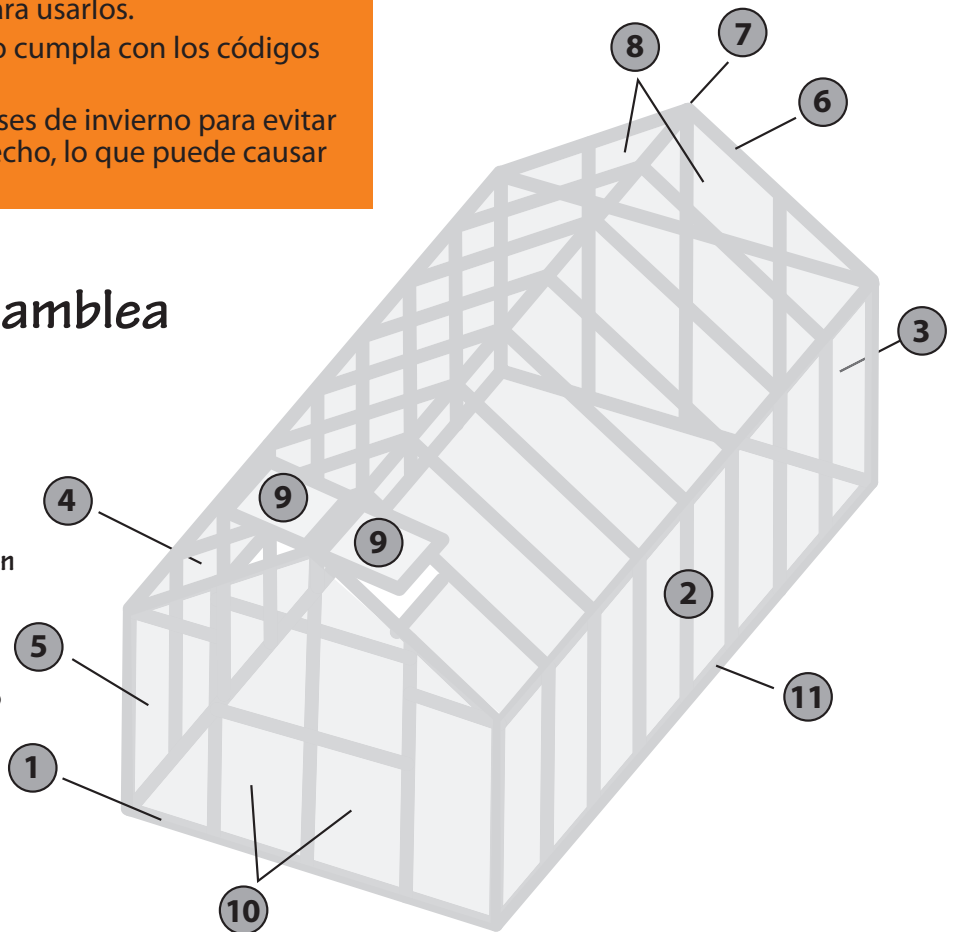 ara usarlos.
o cumpla con los códigos
ses de invierno para evitar
echo, lo que puede causar
amblea
n
7
8
6
3
4
9
9
2
5
11
1
10